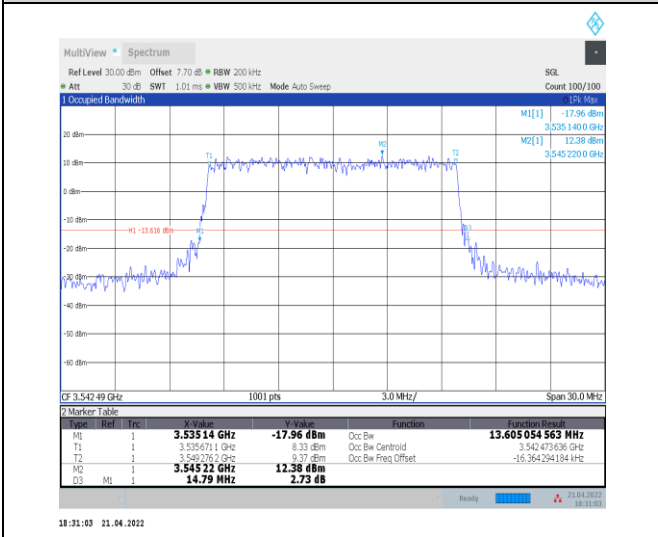 MultiView Spectrum
Ref Level 30.00 dBm Offset 7.70 dB RBW 200 kHz SGL
Att 30 dB SWT 1.01 ms VBW 500 kHz Mode Auto Sweep Count 100/100
1 Occupied Bandwidth 1Pk Max
M1[1] -17.96 dBm
3.535 140 0 GHz
20 dBm
M2[1] 12.38 dBm
3.545 220 0 GHz
M2
T1 T2
10 dBm
0 dBm
-10 dBm
H1 -13.616 dBm M1 D3
-20 dBm
-30 dBm
-40 dBm
-50 dBm
-60 dBm
CF 3.542 49 GHz 1001 pts 3.0 MHz/ Span 30.0 MHz
2 Marker Table
Type Ref Trc X-Value Y-Value Function Function Result
M1 1 3.535 14 GHz -17.96 dBm Occ Bw 13.605 054 563 MHz
T1 1 3.535 671 1 GHz 8.33 dBm Occ Bw Centroid 3.542 473 636 GHz
T2 1 3.549 276 2 GHz 9.37 dBm Occ Bw Freq Offset -16.364 294 184 kHz
M2 1 3.545 22 GHz 12.38 dBm
D3 M1 1 14.79 MHz 2.73 dB
Ready 21.04.2022
18:31:03
18:31:03 21.04.2022